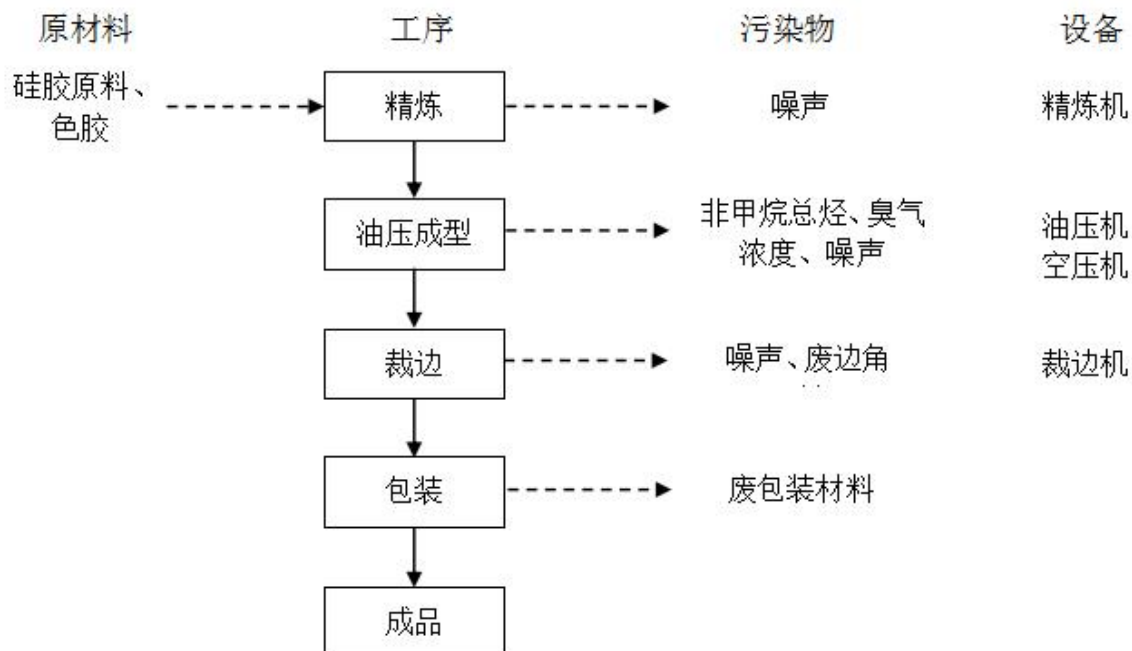 原材料 工序 污染物 设备
硅胶原料、
色胶
精炼 噪声 精炼机
油压成型
非甲烷总烃、臭气
浓度、噪声
油压机
空压机
裁边 噪声、废边角 裁边机
包装 废包装材料
成品